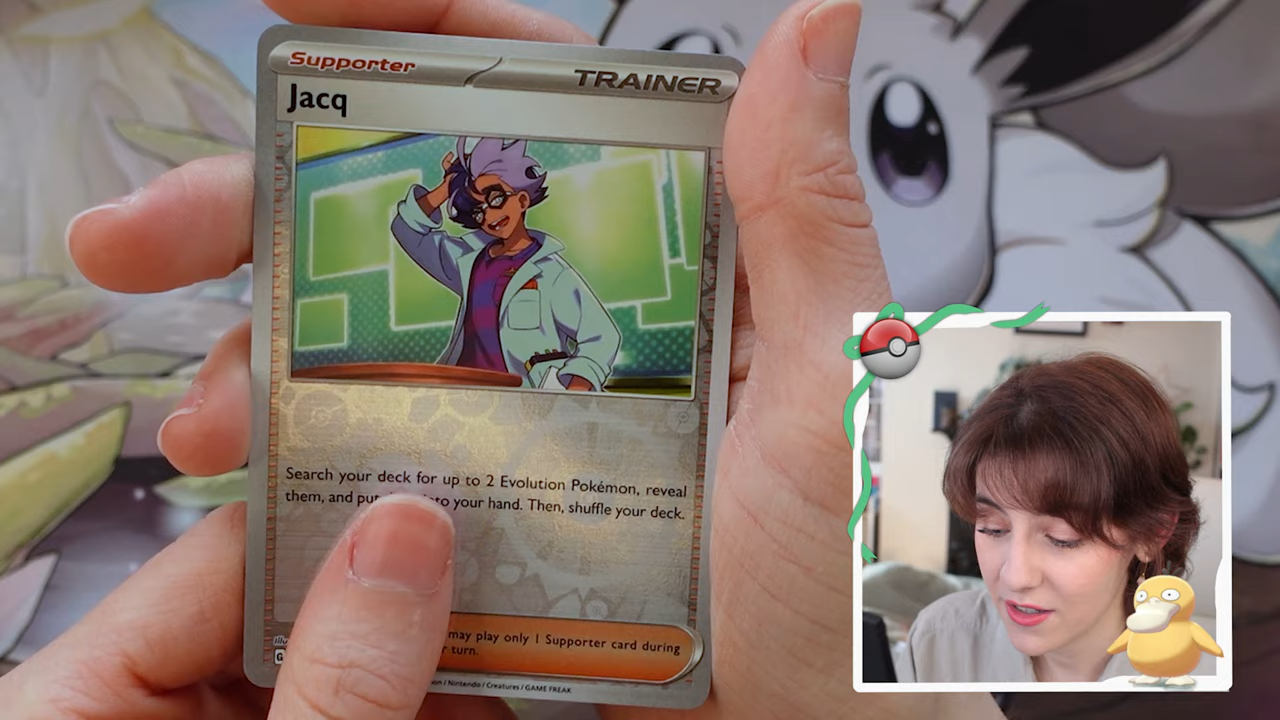 Supporter
TRAINER
Jacq
Search your deck for up to 2 Evolution Pokémon, reveal
them, and put into your hand. Then, shuffle your deck.
may play only 1 Supporter card during
turn.
G
/ Nintendo / Creatures / GAME FREAK